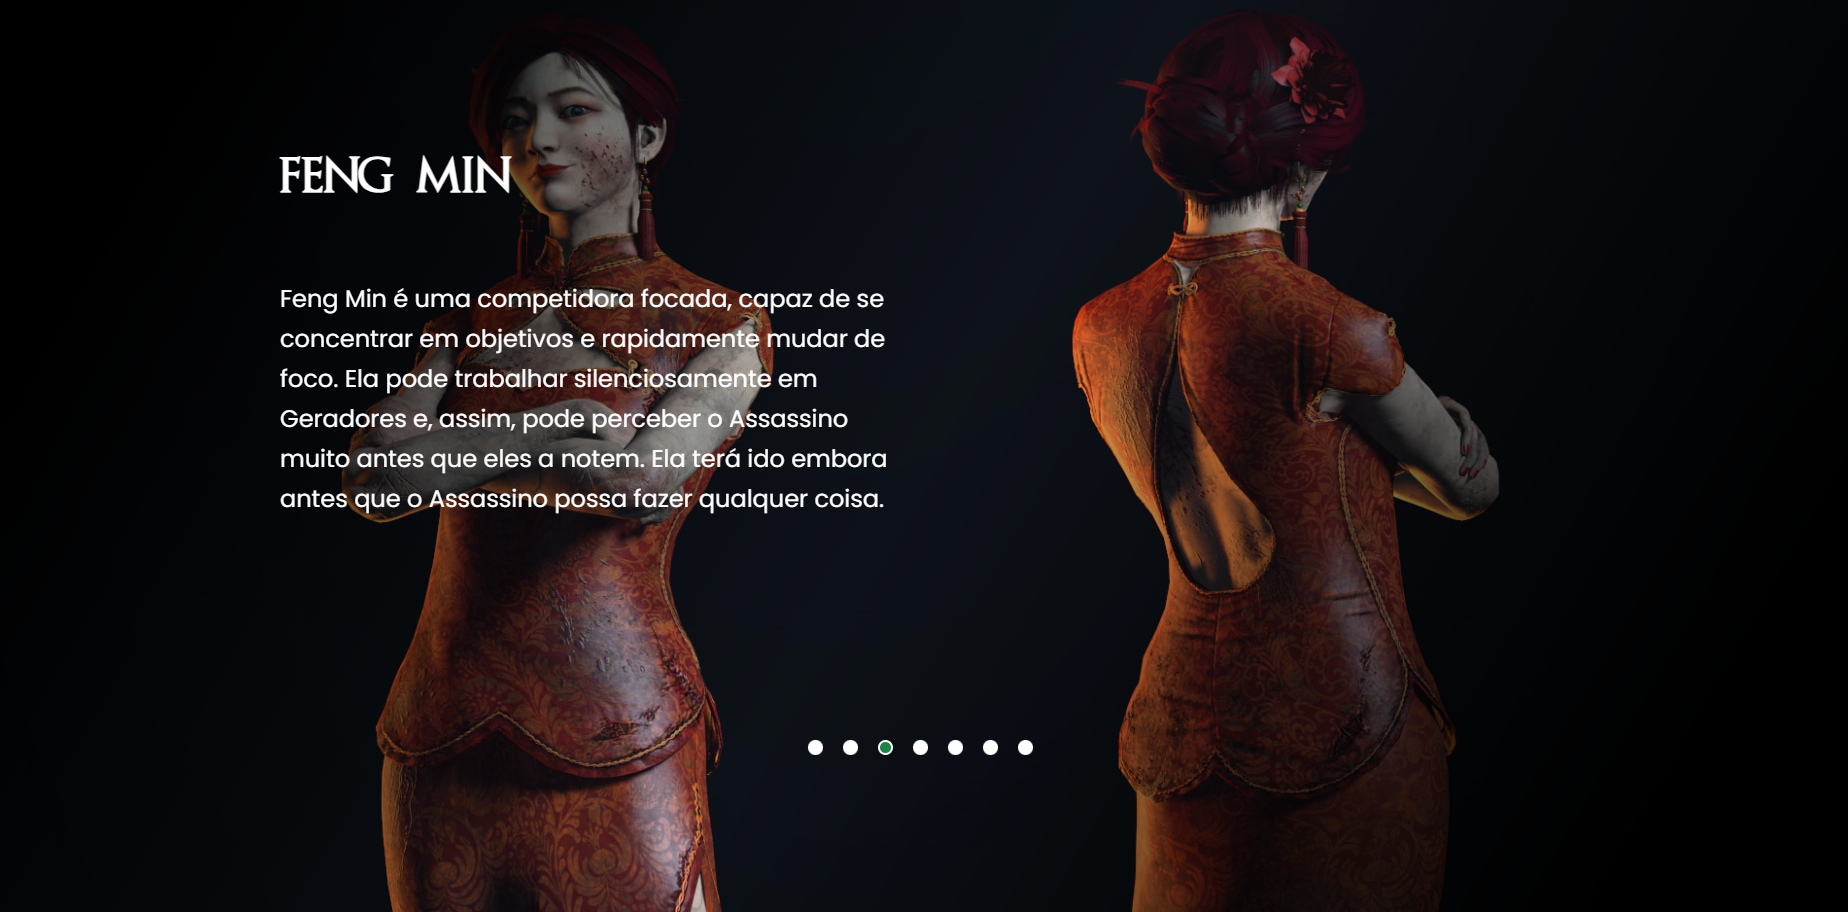 FENG MIN
Feng Min é uma competidora focada, capaz de se
concentrar em objetivos e rapidamente mudar de
foco. Ela pode trabalhar silenciosamente em
Geradores e, assim, pode perceber o Assassino
muito antes que eles a notem. Ela terá ido embora
antes que o Assassino possa fazer qualquer coisa.